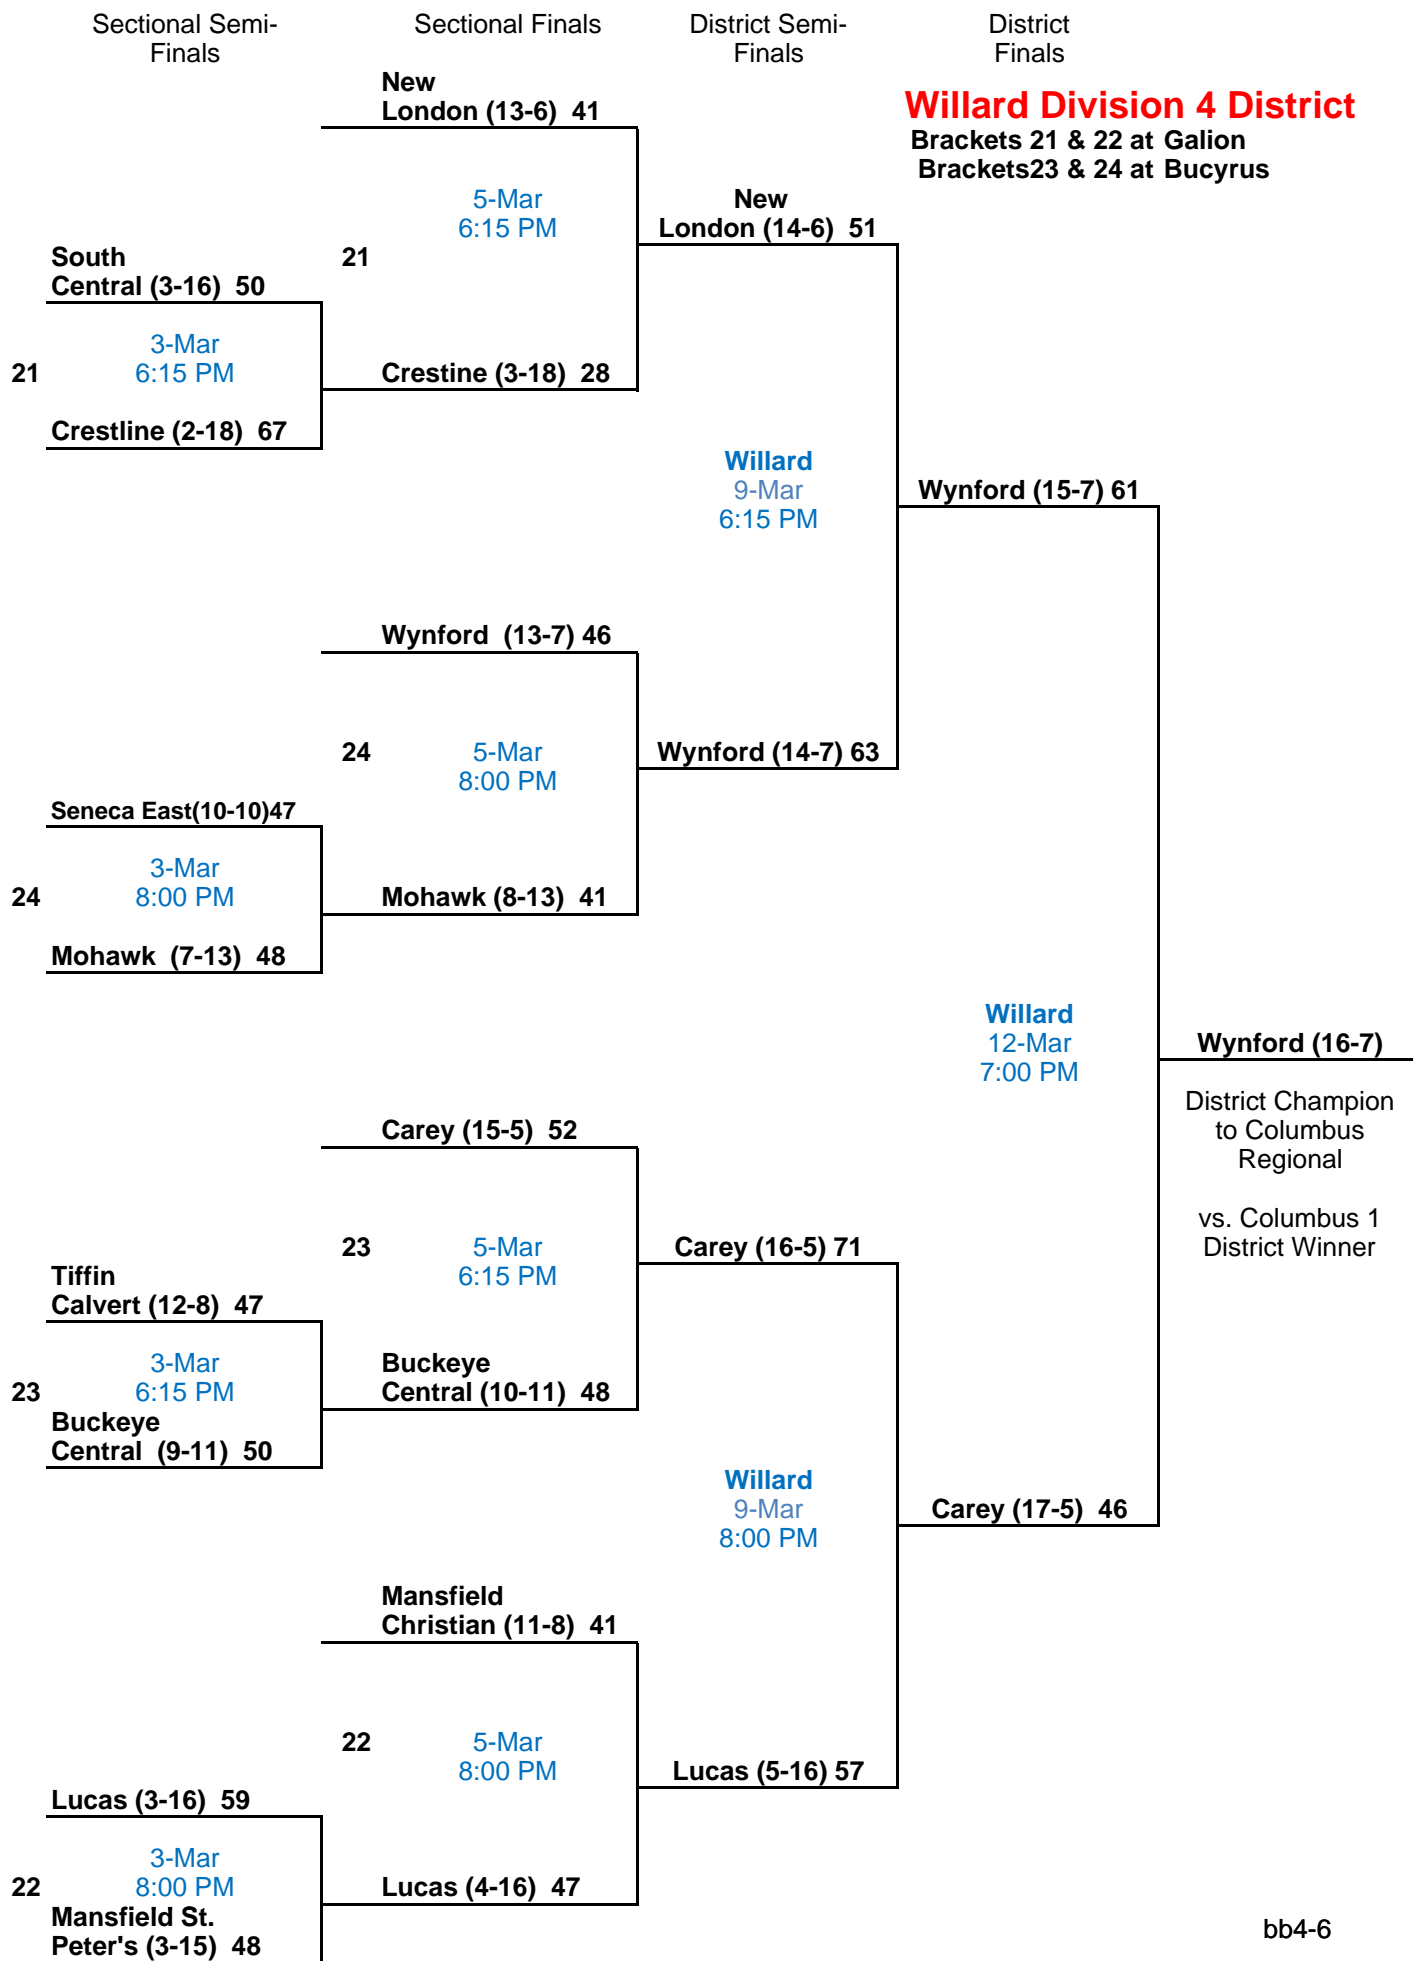 Sectional Semi-
Finals
Sectional Finals
District Semi-
Finals
District
Finals
Willard Division 4 District
Brackets 21 & 22 at Galion
Brackets23 & 24 at Bucyrus
New
London (13-6) 41
5-Mar
6:15 PM
New
London (14-6) 51
South
Central (3-16) 50
21
3-Mar
6:15 PM
21
Crestine (3-18) 28
Crestline (2-18) 67
Willard
9-Mar
6:15 PM
Wynford (15-7) 61
Wynford (13-7) 46
24
5-Mar
8:00 PM
Wynford (14-7) 63
Seneca East(10-10)47
3-Mar
8:00 PM
24
Mohawk (8-13) 41
Mohawk (7-13) 48
Willard
12-Mar
7:00 PM
Wynford (16-7)
District Champion
to Columbus
Regional
vs. Columbus 1
District Winner
Carey (15-5) 52
23
5-Mar
6:15 PM
Carey (16-5) 71
Tiffin
Calvert (12-8) 47
3-Mar
6:15 PM
23
Buckeye
Central (10-11) 48
Buckeye
Central (9-11) 50
Willard
9-Mar
8:00 PM
Carey (17-5) 46
Mansfield
Christian (11-8) 41
22
5-Mar
8:00 PM
Lucas (5-16) 57
Lucas (3-16) 59
3-Mar
8:00 PM
22
Lucas (4-16) 47
Mansfield St.
Peter's (3-15) 48
bb4-6